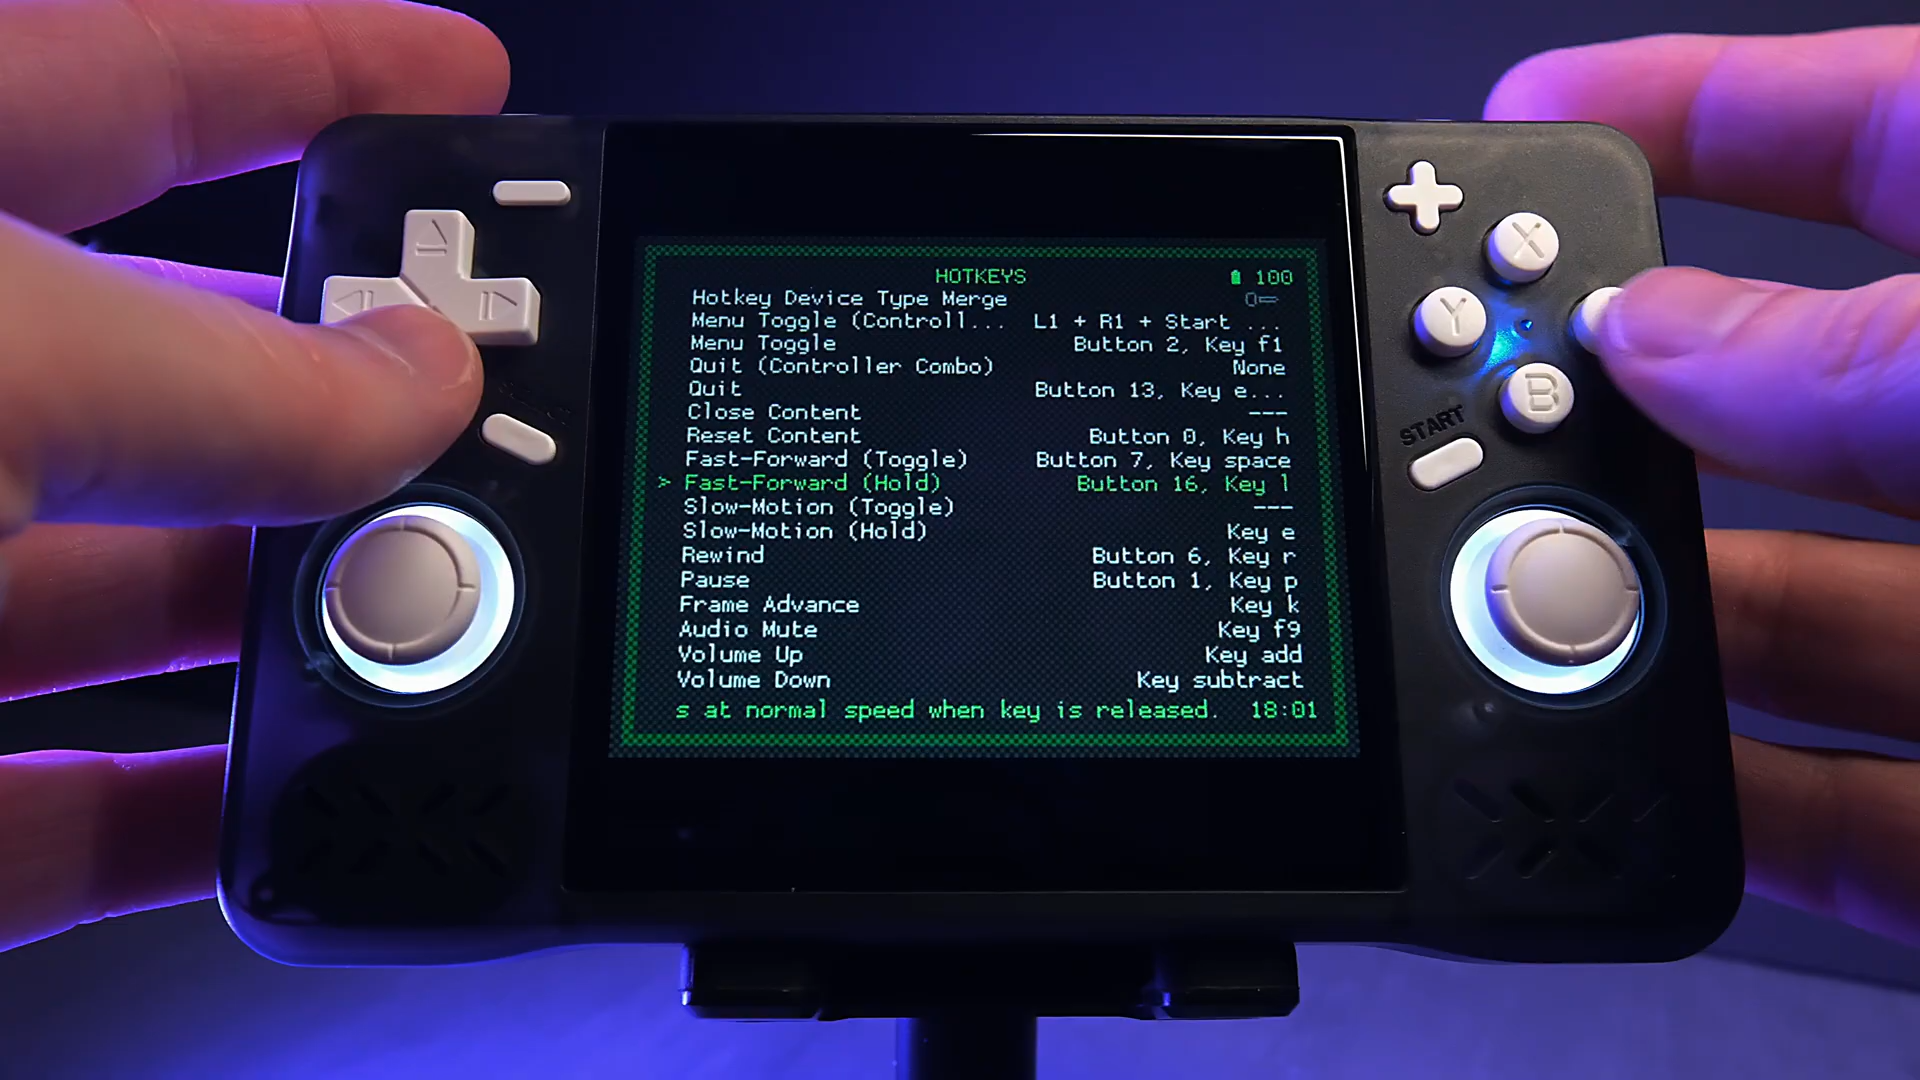 HOTKEYS 100
Hotkey Device Type Merge
Menu Toggle (Controll... L1 + R1 + Start ...
Menu Toggle Button 2, Key f1
Quit (Controller Combo) None
Quit Button 13, Key e...
Close Content ---
Reset Content Button 0, Key h
Fast-Forward (Toggle) Button 7, Key space
> Fast-Forward (Hold) Button 16, Key l
Slow-Motion (Toggle) ---
Slow-Motion (Hold) Key e
Rewind Button 6, Key r
Pause Button 1, Key p
Frame Advance Key k
Audio Mute Key f9
Volume Up Key add
Volume Down Key subtract
s at normal speed when key is released. 18:01
X
Y
B
START